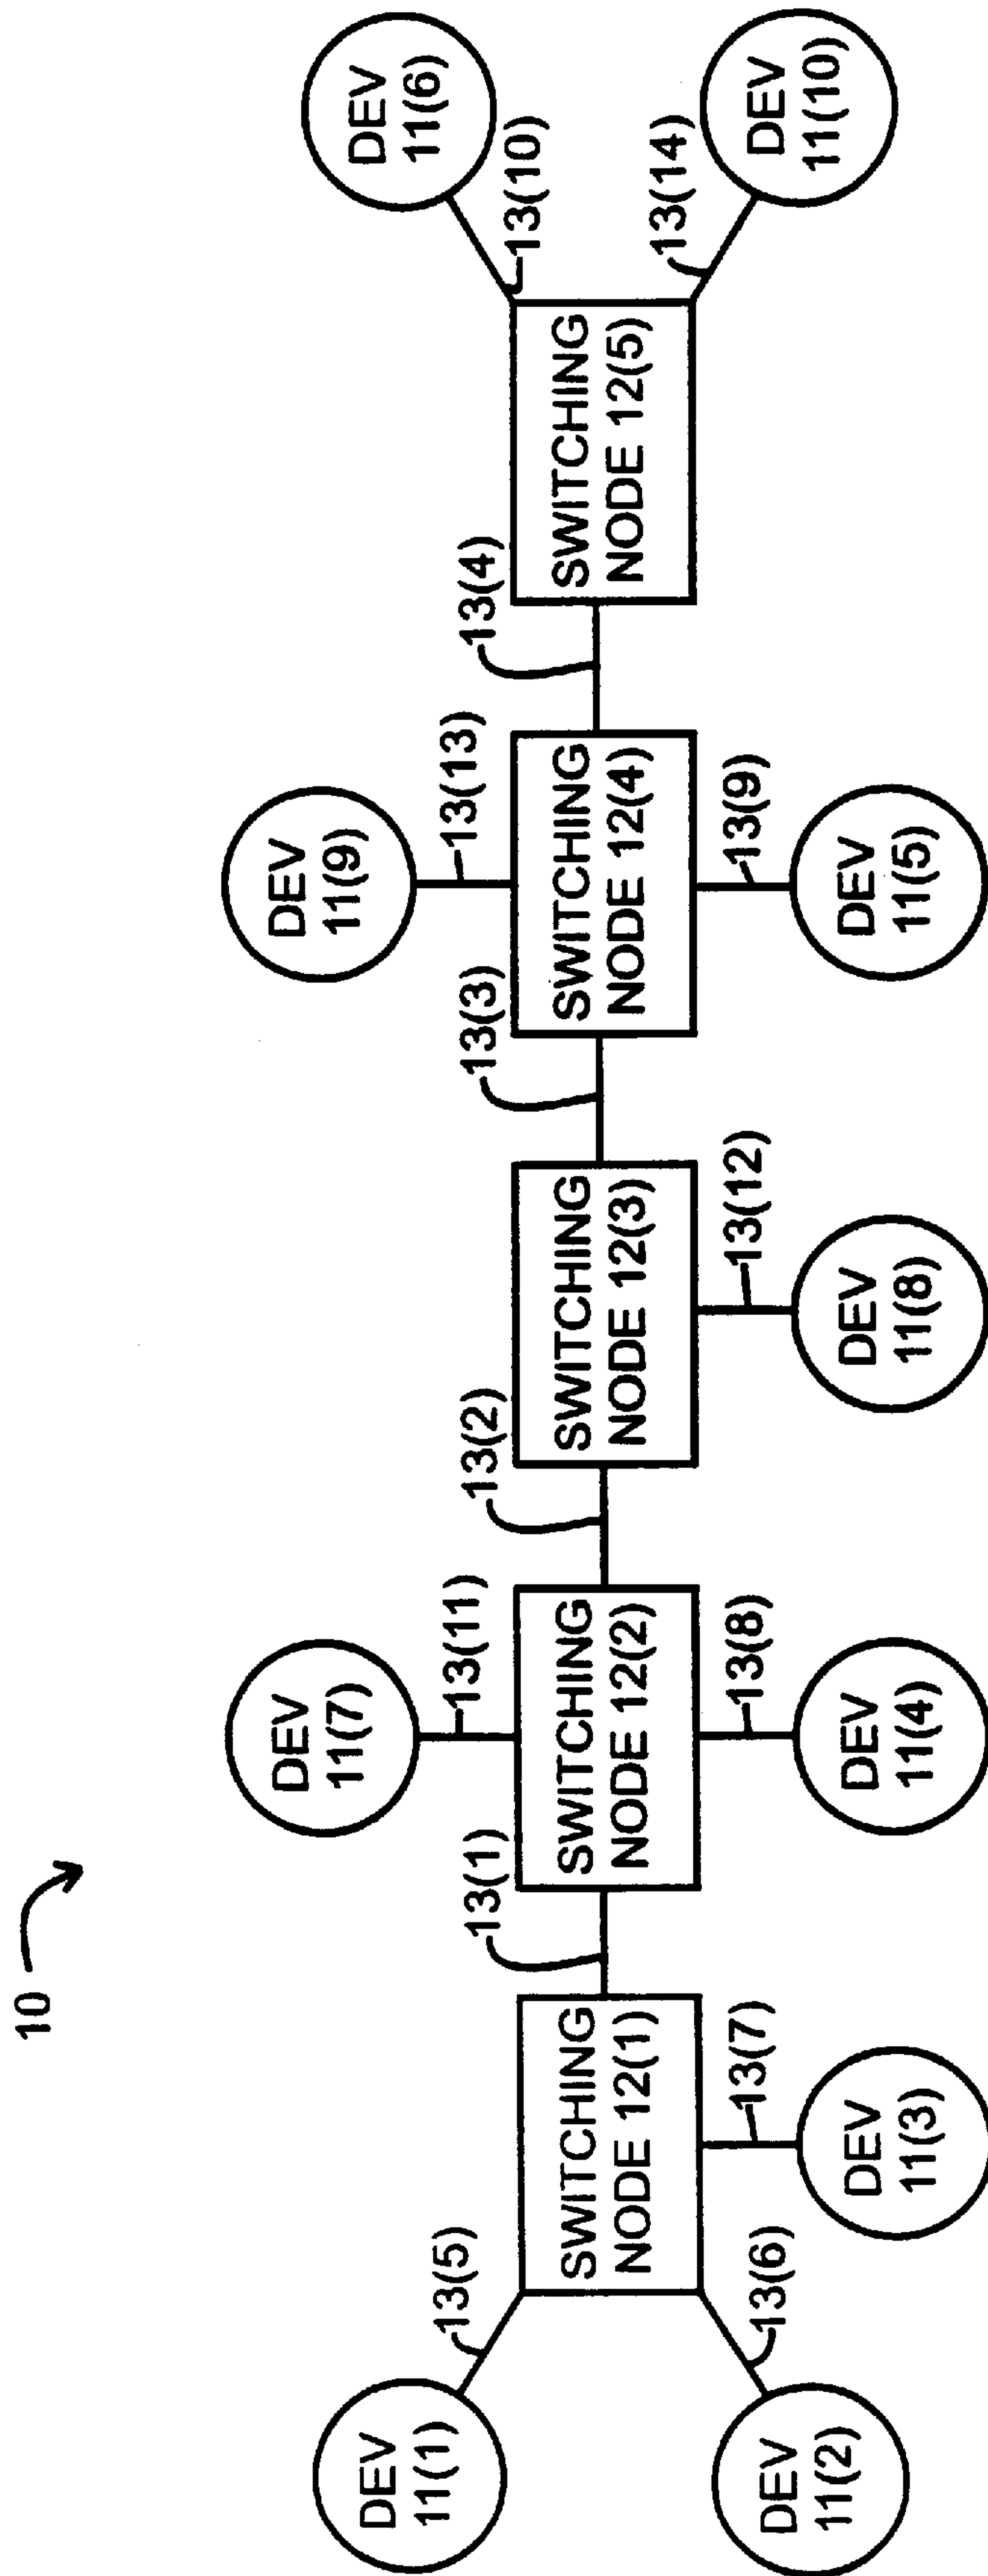 10
DEV
11(1)
13(5)
DEV
11(2)
13(6)
SWITCHING
NODE 12(1)
13(7)
DEV
11(3)
13(1)
DEV
11(7)
13(11)
SWITCHING
NODE 12(2)
13(8)
DEV
11(4)
13(2)
SWITCHING
NODE 12(3)
13(12)
DEV
11(8)
13(3)
DEV
11(9)
13(13)
SWITCHING
NODE 12(4)
13(9)
DEV
11(5)
13(4)
SWITCHING
NODE 12(5)
13(10)
DEV
11(6)
13(14)
DEV
11(10)